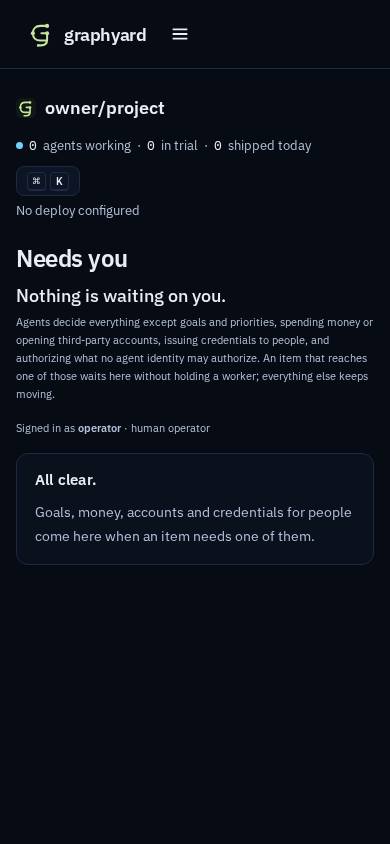 graphyard
owner/project
0 agents working · 0 in trial · 0 shipped today
⌘ K
No deploy configured
Needs you
Nothing is waiting on you.
Agents decide everything except goals and priorities, spending money or
opening third-party accounts, issuing credentials to people, and
authorizing what no agent identity may authorize. An item that reaches
one of those waits here without holding a worker; everything else keeps
moving.
Signed in as operator · human operator
All clear.
Goals, money, accounts and credentials for people
come here when an item needs one of them.